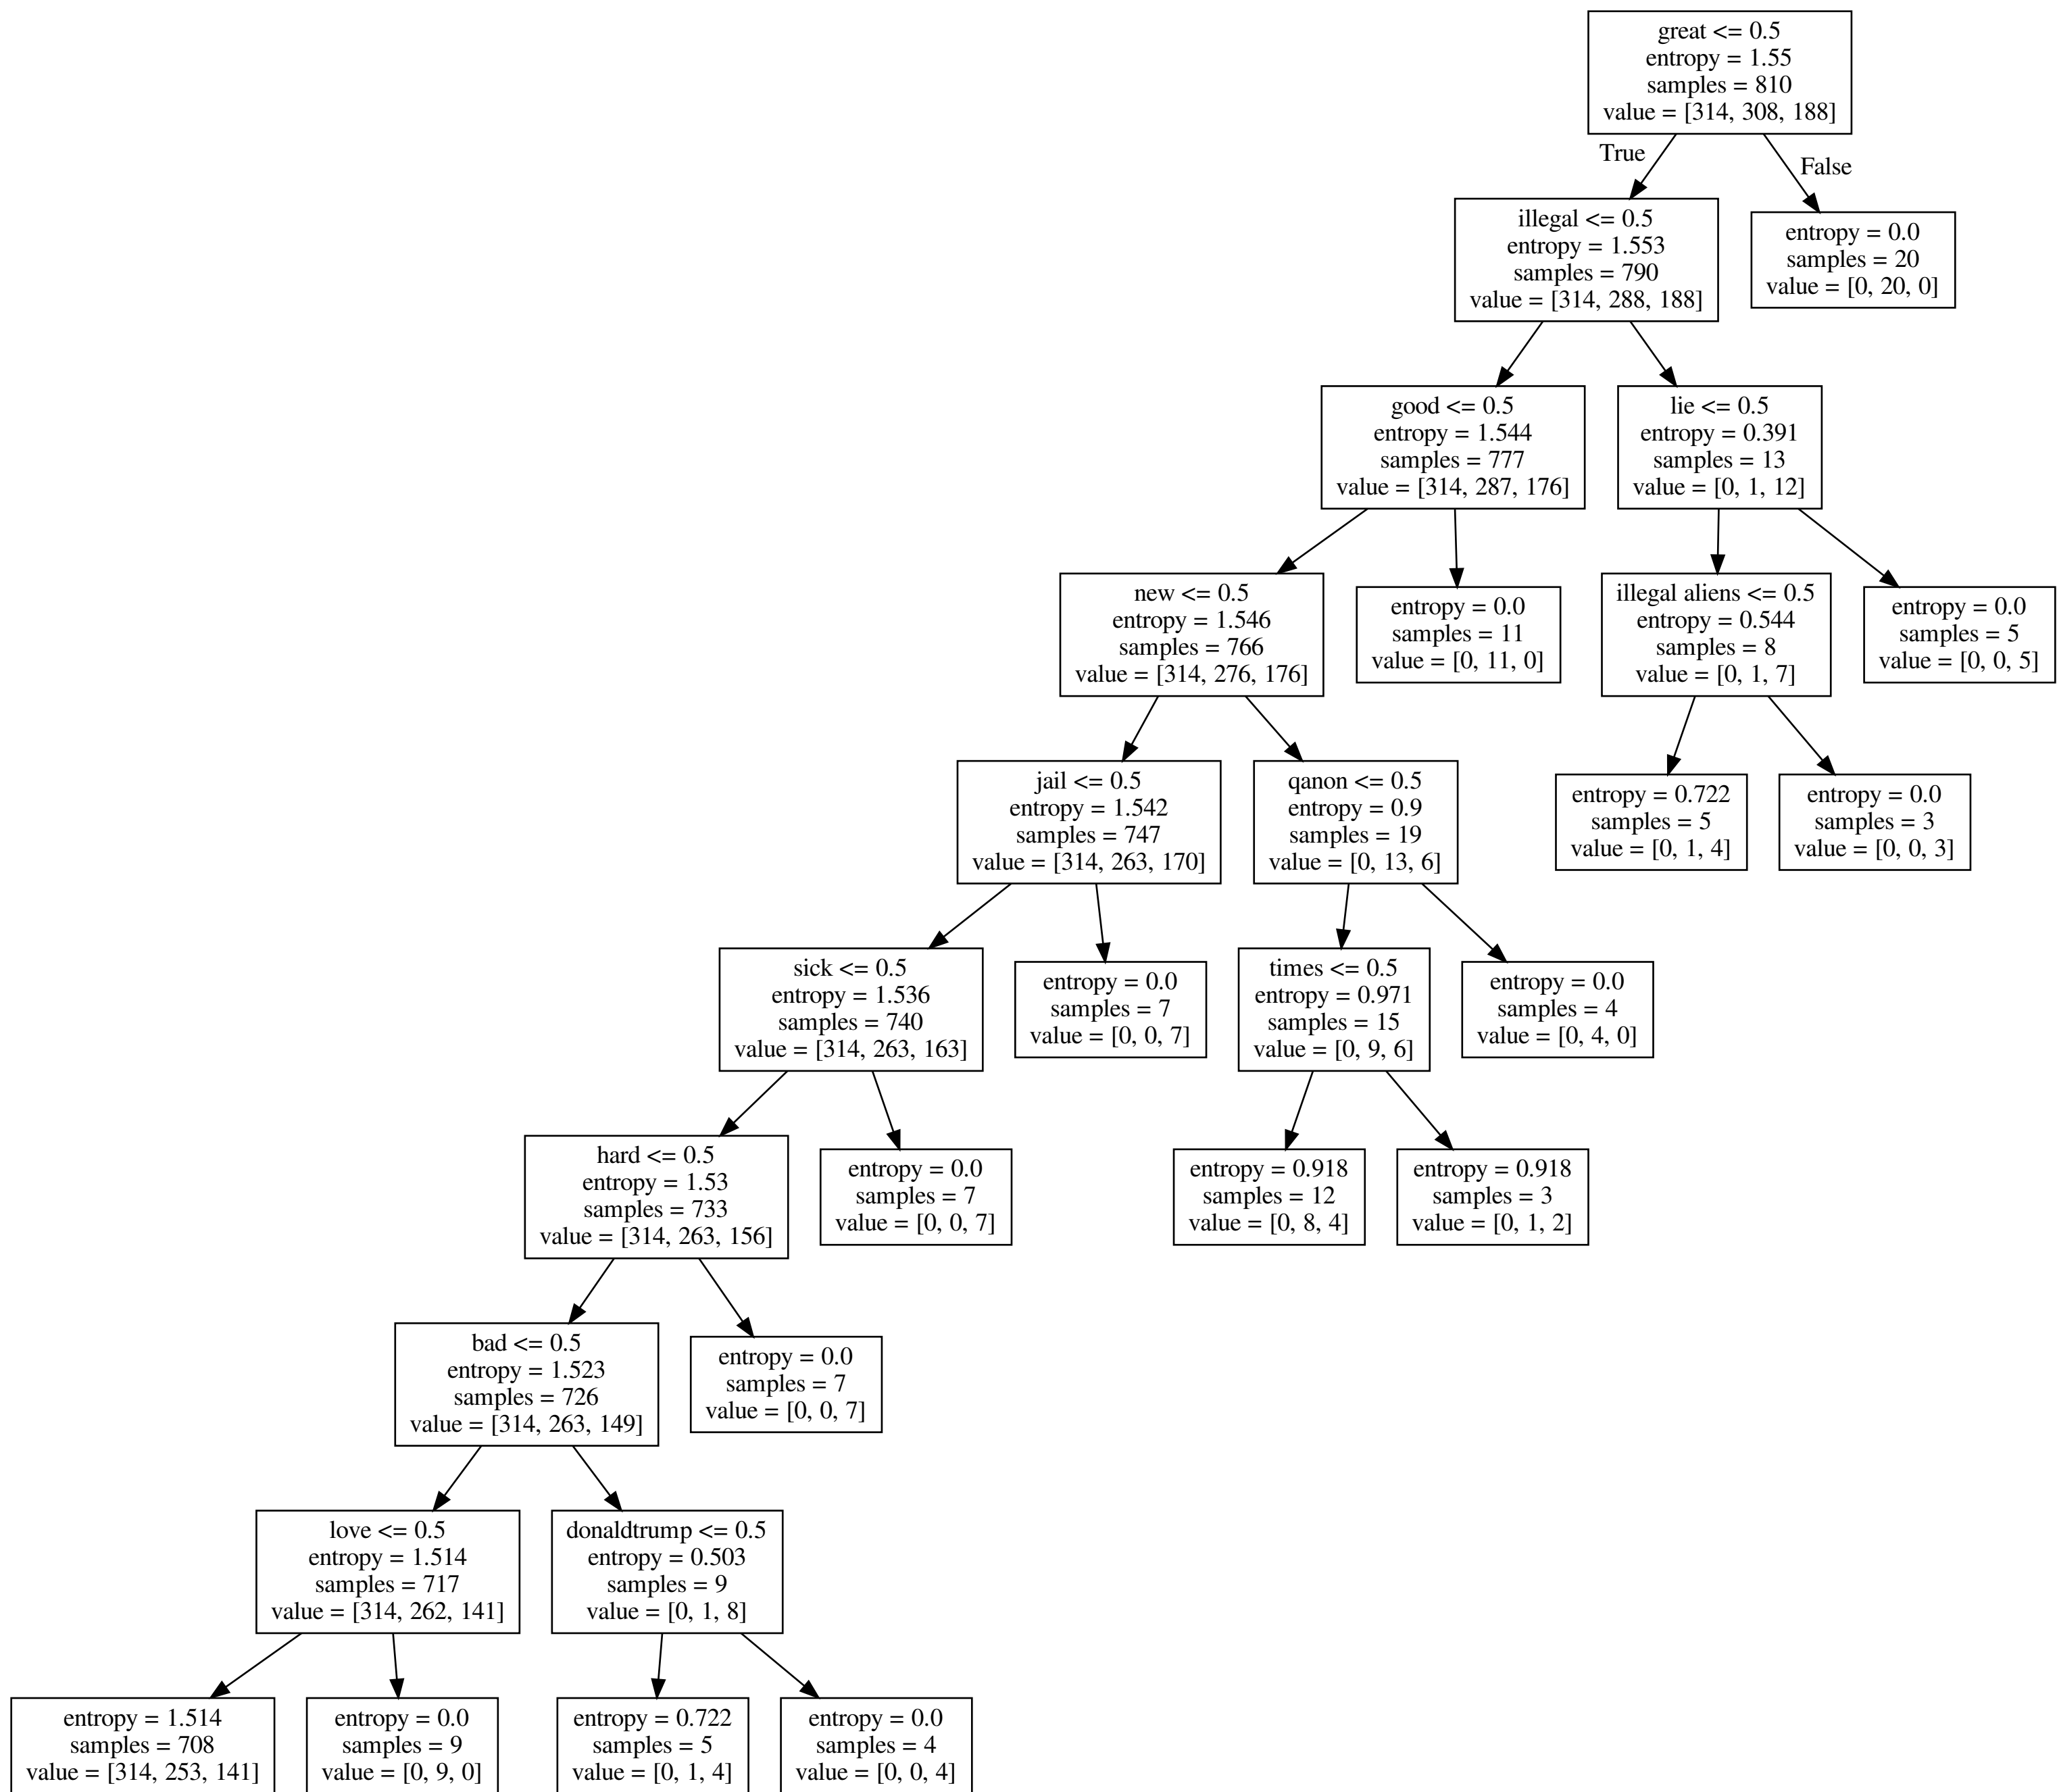 great <= 0.5
entropy = 1.55
samples = 810
value = [314, 308, 188]
True
False
illegal <= 0.5
entropy = 1.553
samples = 790
value = [314, 288, 188]
entropy = 0.0
samples = 20
value = [0, 20, 0]
good <= 0.5
entropy = 1.544
samples = 777
value = [314, 287, 176]
lie <= 0.5
entropy = 0.391
samples = 13
value = [0, 1, 12]
new <= 0.5
entropy = 1.546
samples = 766
value = [314, 276, 176]
entropy = 0.0
samples = 11
value = [0, 11, 0]
illegal aliens <= 0.5
entropy = 0.544
samples = 8
value = [0, 1, 7]
entropy = 0.0
samples = 5
value = [0, 0, 5]
jail <= 0.5
entropy = 1.542
samples = 747
value = [314, 263, 170]
qanon <= 0.5
entropy = 0.9
samples = 19
value = [0, 13, 6]
entropy = 0.722
samples = 5
value = [0, 1, 4]
entropy = 0.0
samples = 3
value = [0, 0, 3]
sick <= 0.5
entropy = 1.536
samples = 740
value = [314, 263, 163]
entropy = 0.0
samples = 7
value = [0, 0, 7]
times <= 0.5
entropy = 0.971
samples = 15
value = [0, 9, 6]
entropy = 0.0
samples = 4
value = [0, 4, 0]
hard <= 0.5
entropy = 1.53
samples = 733
value = [314, 263, 156]
entropy = 0.0
samples = 7
value = [0, 0, 7]
entropy = 0.918
samples = 12
value = [0, 8, 4]
entropy = 0.918
samples = 3
value = [0, 1, 2]
bad <= 0.5
entropy = 1.523
samples = 726
value = [314, 263, 149]
entropy = 0.0
samples = 7
value = [0, 0, 7]
love <= 0.5
entropy = 1.514
samples = 717
value = [314, 262, 141]
donaldtrump <= 0.5
entropy = 0.503
samples = 9
value = [0, 1, 8]
entropy = 1.514
samples = 708
value = [314, 253, 141]
entropy = 0.0
samples = 9
value = [0, 9, 0]
entropy = 0.722
samples = 5
value = [0, 1, 4]
entropy = 0.0
samples = 4
value = [0, 0, 4]